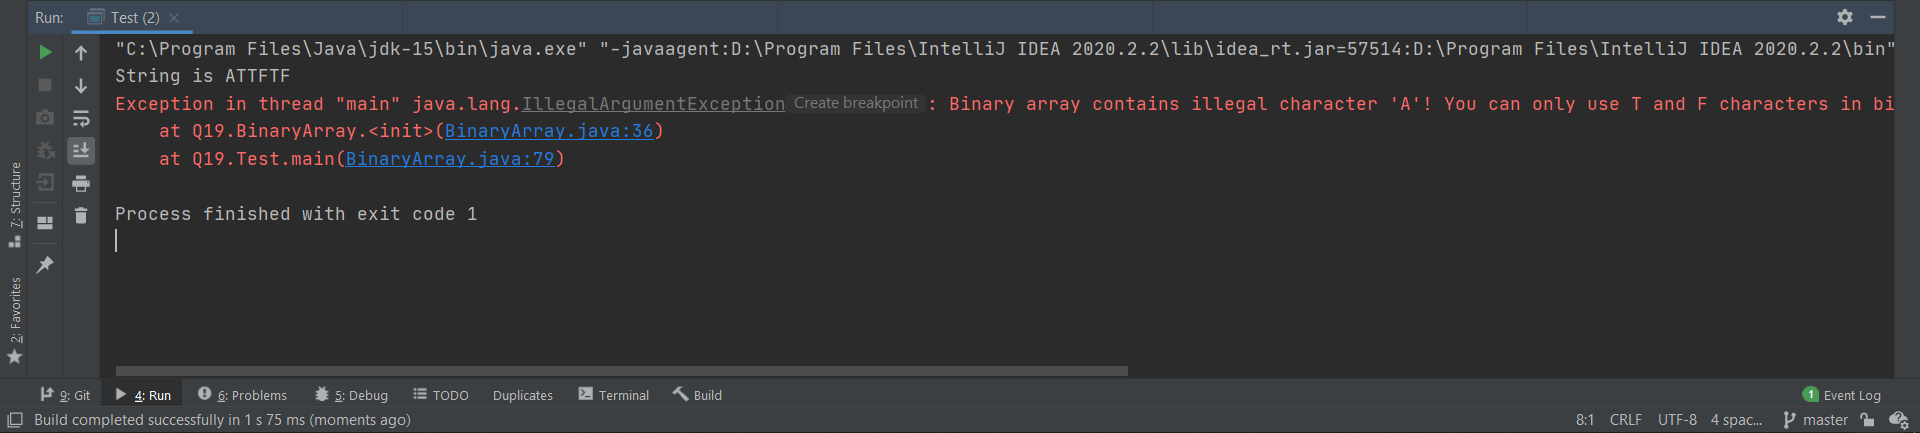 Run: Test (2)
"C:\Program Files\Java\jdk-15\bin\java.exe" "-javaagent:D:\Program Files\IntelliJ IDEA 2020.2.2\lib\idea_rt.jar=57514:D:\Program Files\IntelliJ IDEA 2020.2.2\bin"
String is ATTFTF
Exception in thread "main" java.lang.IllegalArgumentException Create breakpoint : Binary array contains illegal character 'A'! You can only use T and F characters in bi
at Q19.BinaryArray.<init>(BinaryArray.java:36)
at Q19.Test.main(BinaryArray.java:79)
Process finished with exit code 1
7: Structure
2: Favorites
9: Git 4: Run 6: Problems 5: Debug TODO Duplicates Terminal Build 1 Event Log
Build completed successfully in 1 s 75 ms (moments ago) 8:1 CRLF UTF-8 4 spac... master